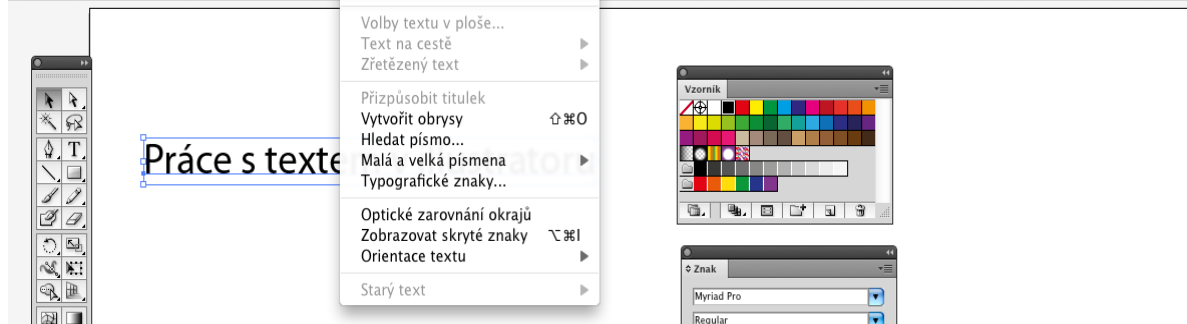 Volby textu v ploše...
Text na cestě
Zřetězený text
Přizpůsobit titulek
Vytvořit obrysy ⇧⌘O
Hledat písmo...
Malá a velká písmena
Typografické znaky...
Optické zarovnání okrajů
Zobrazovat skryté znaky ⌥⌘I
Orientace textu
Starý text
Práce s textem
T
Vzorník
Znak
Myriad Pro
Regular